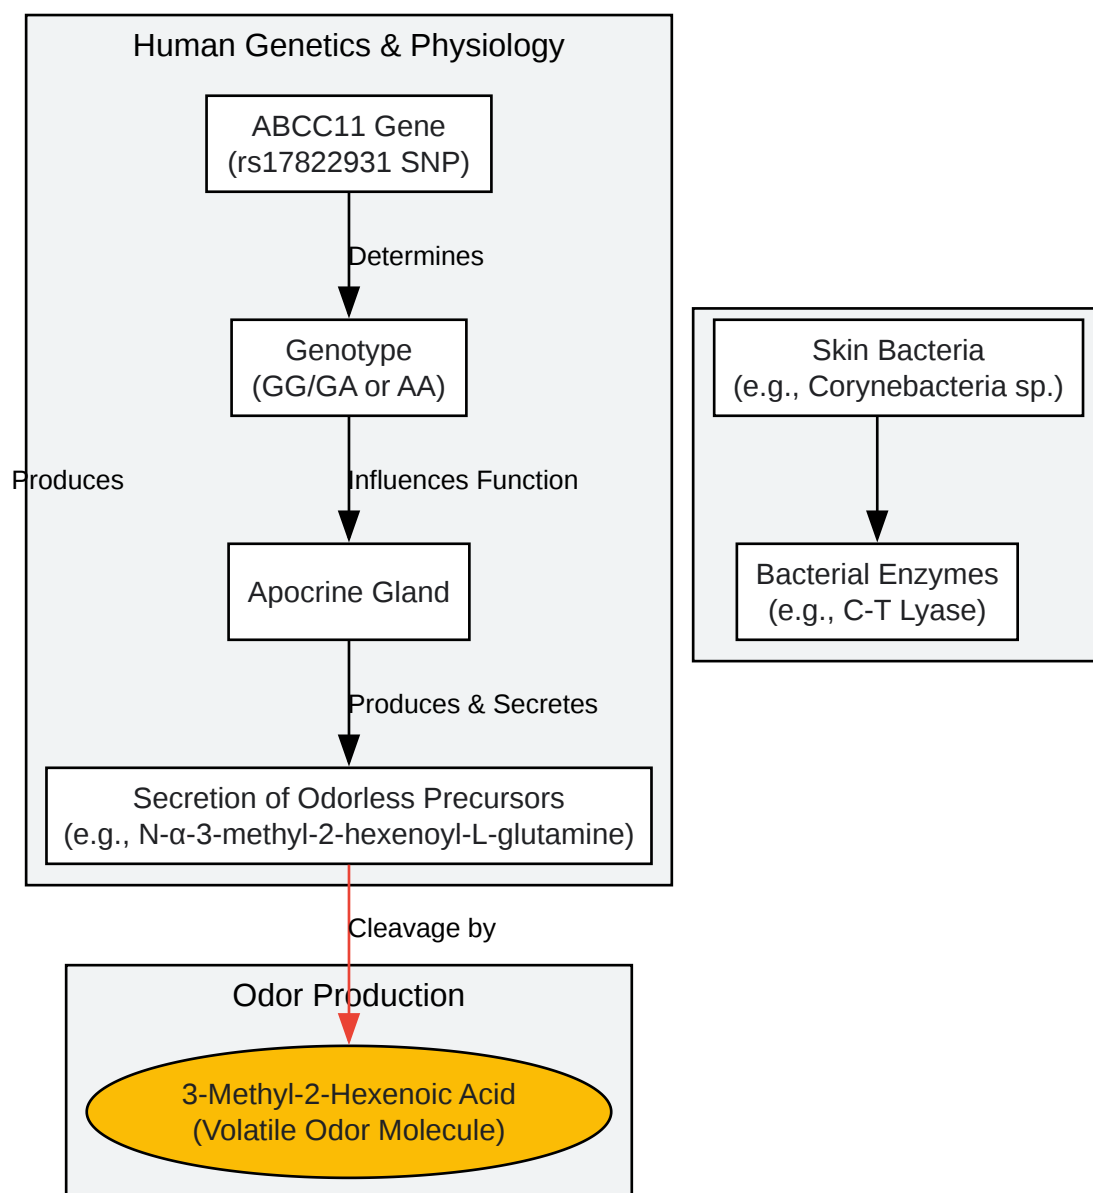 Human Genetics & Physiology
ABCC11 Gene
(rs17822931 SNP)
Determines
Genotype
(GG/GA or AA)
Skin Bacteria
(e.g., Corynebacteria sp.)
Produces
Influences Function
Apocrine Gland
Bacterial Enzymes
(e.g., C-T Lyase)
Produces & Secretes
Secretion of Odorless Precursors
(e.g., N-α-3-methyl-2-hexenoyl-L-glutamine)
Cleavage by
Odor Production
3-Methyl-2-Hexenoic Acid
(Volatile Odor Molecule)